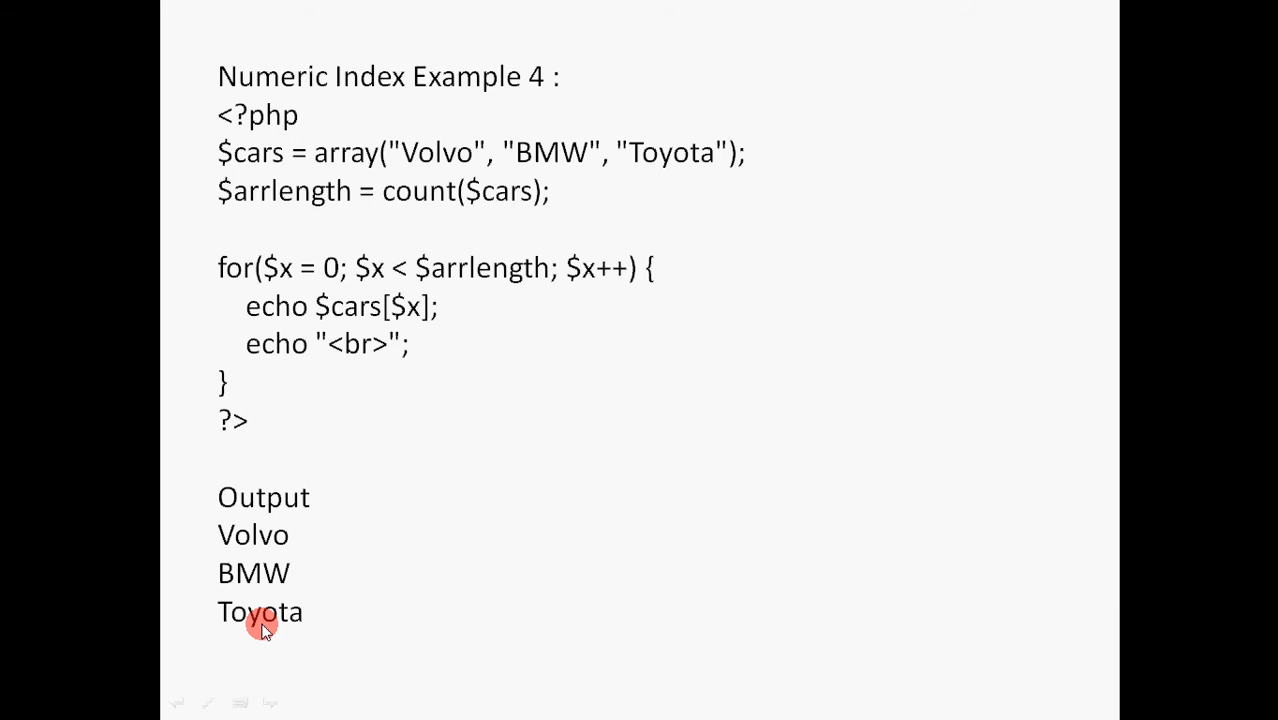 Numeric Index Example 4 :
<?php
$cars = array("Volvo", "BMW", "Toyota");
$arrlength = count($cars);
for($x = 0; $x < $arrlength; $x++) {
echo $cars[$x];
echo "<br>";
}
?>
Output
Volvo
BMW
Toyota